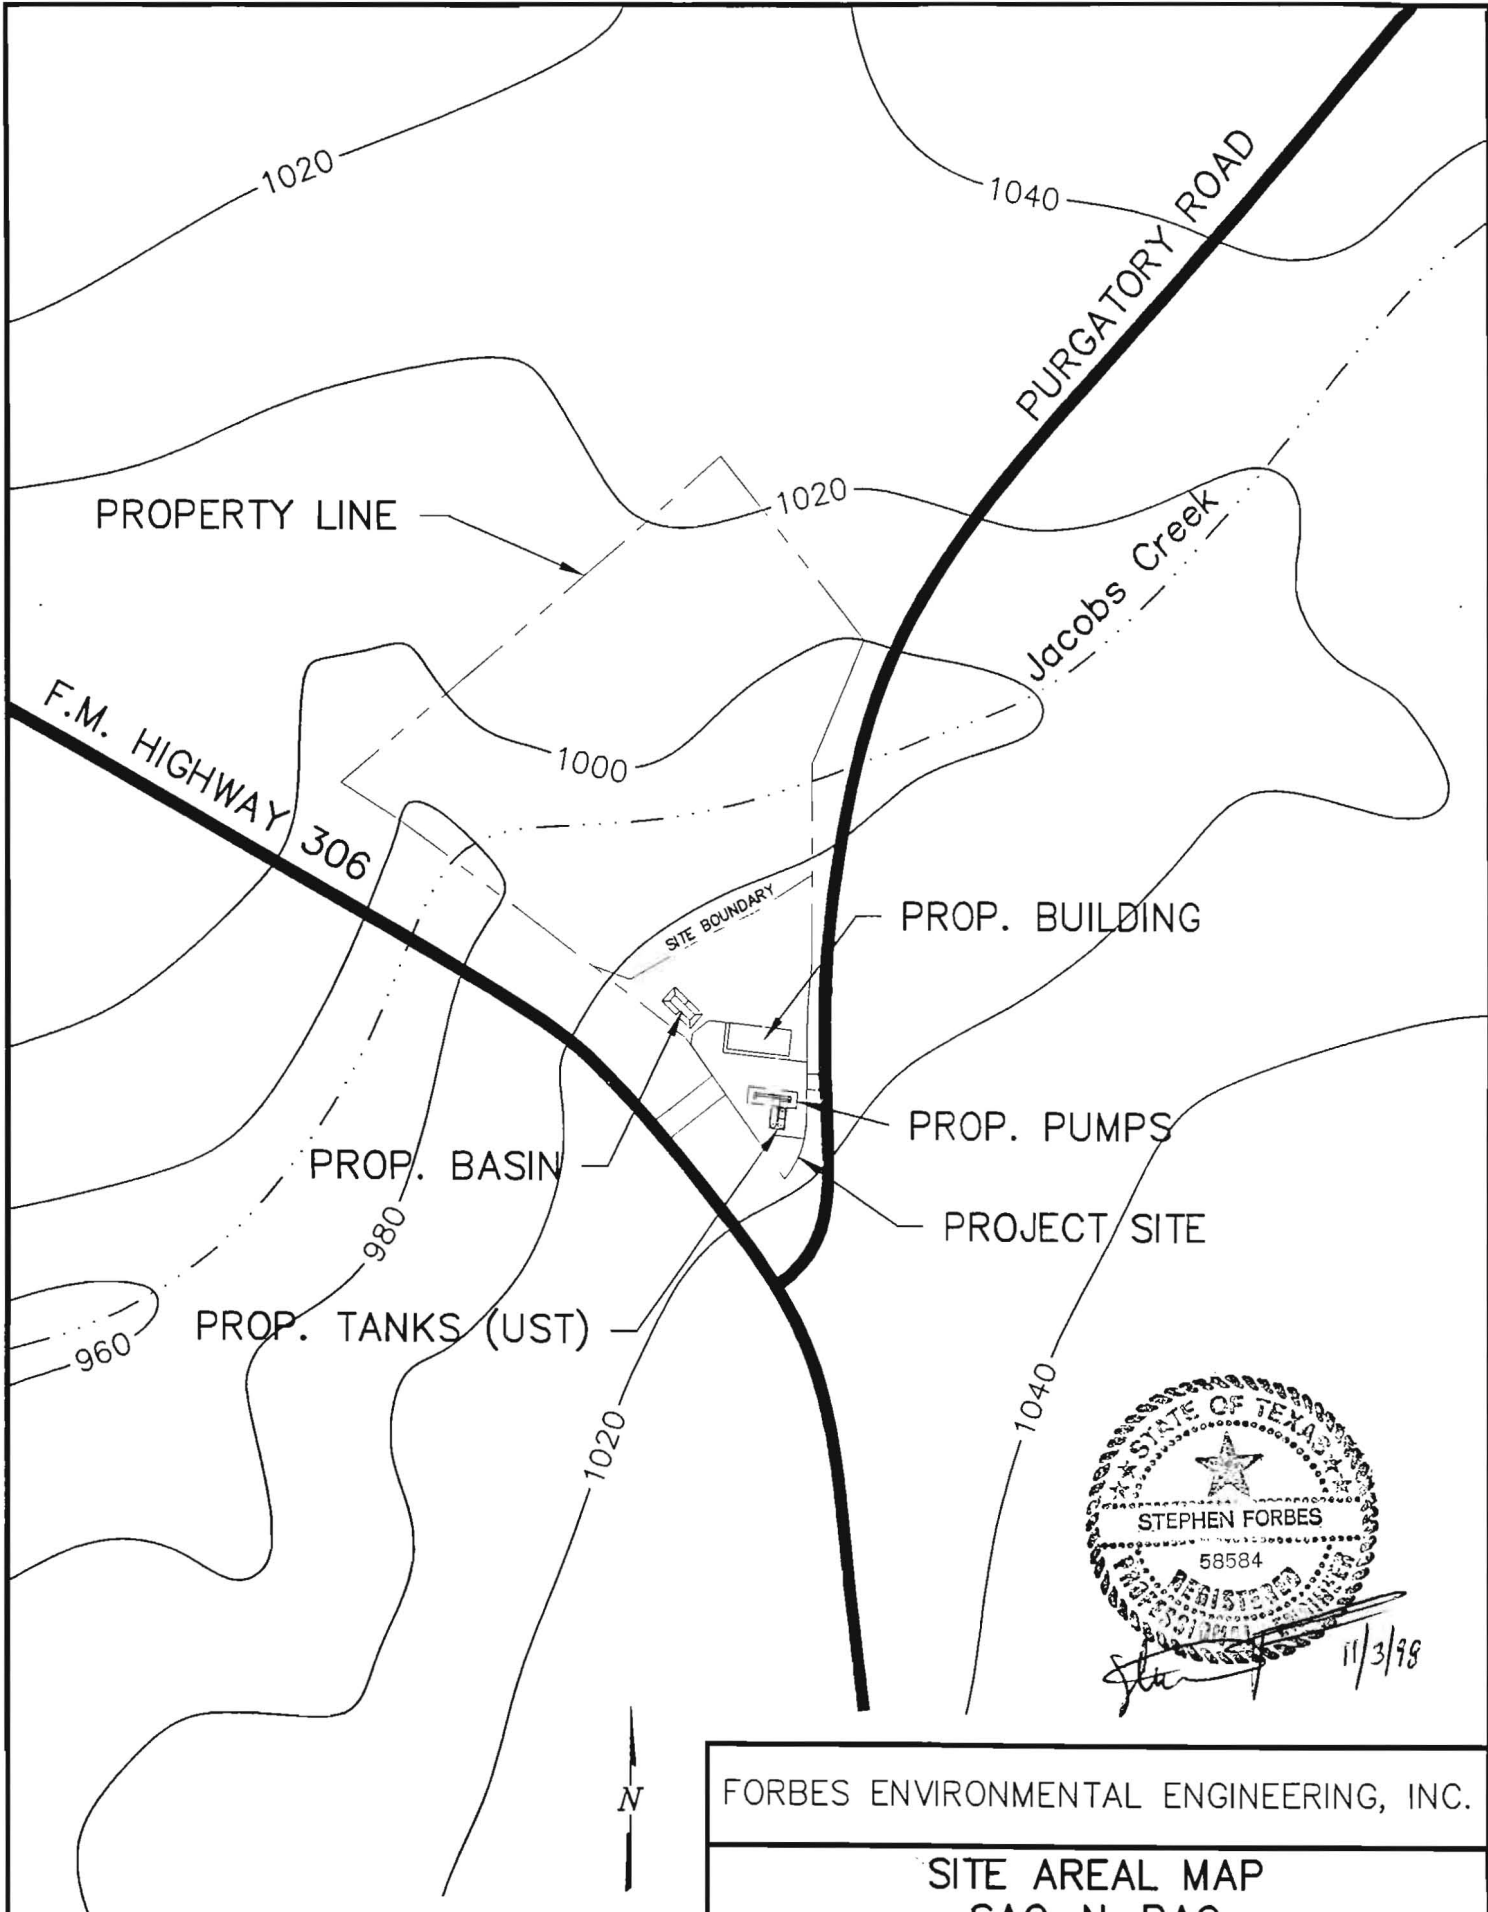 1020
1040
PURGATORY ROAD
PROPERTY LINE
1020
Jacobs Creek
F.M. HIGHWAY 306
1000
SITE BOUNDARY
PROP. BUILDING
PROP. PUMPS
PROP. BASIN
980
PROJECT SITE
PROP. TANKS (UST)
960
1020
1040
STATE OF TEXAS
STEPHEN FORBES
58584
REGISTERED
PROFESSIONAL ENGINEER
11/3/98
N
FORBES ENVIRONMENTAL ENGINEERING, INC.
SITE AREAL MAP